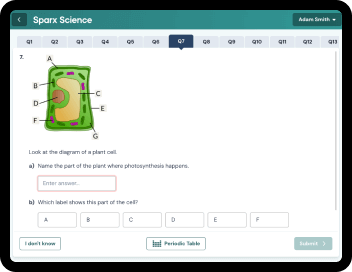 Sparx Science
Adam Smith
Q1 Q2 Q3 Q4 Q5 Q6 Q7 Q8 Q9 Q10 Q11 Q12 Q13
7.
A
B
C
D
E
F
G
Look at the diagram of a plant cell.
a) Name the part of the plant where photosynthesis happens.
Enter answer...
b) Which label shows this part of the cell?
A B C D E F
I don't know
Periodic Table
Submit